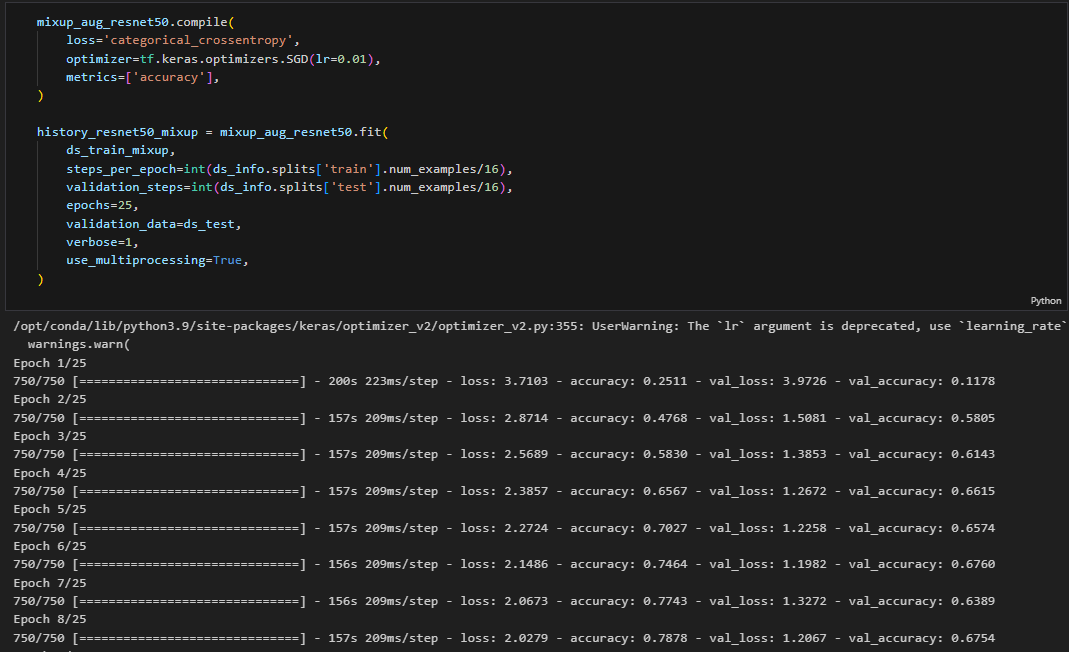 mixup_aug_resnet50.compile(
    loss='categorical_crossentropy',
    optimizer=tf.keras.optimizers.SGD(lr=0.01),
    metrics=['accuracy'],
)

history_resnet50_mixup = mixup_aug_resnet50.fit(
    ds_train_mixup,
    steps_per_epoch=int(ds_info.splits['train'].num_examples/16),
    validation_steps=int(ds_info.splits['test'].num_examples/16),
    epochs=25,
    validation_data=ds_test,
    verbose=1,
    use_multiprocessing=True,
)
Python
/opt/conda/lib/python3.9/site-packages/keras/optimizer_v2/optimizer_v2.py:355: UserWarning: The `lr` argument is deprecated, use `learning_rate`
  warnings.warn(
Epoch 1/25
750/750 [==============================] - 200s 223ms/step - loss: 3.7103 - accuracy: 0.2511 - val_loss: 3.9726 - val_accuracy: 0.1178
Epoch 2/25
750/750 [==============================] - 157s 209ms/step - loss: 2.8714 - accuracy: 0.4768 - val_loss: 1.5081 - val_accuracy: 0.5805
Epoch 3/25
750/750 [==============================] - 157s 209ms/step - loss: 2.5689 - accuracy: 0.5830 - val_loss: 1.3853 - val_accuracy: 0.6143
Epoch 4/25
750/750 [==============================] - 157s 209ms/step - loss: 2.3857 - accuracy: 0.6567 - val_loss: 1.2672 - val_accuracy: 0.6615
Epoch 5/25
750/750 [==============================] - 157s 209ms/step - loss: 2.2724 - accuracy: 0.7027 - val_loss: 1.2258 - val_accuracy: 0.6574
Epoch 6/25
750/750 [==============================] - 156s 209ms/step - loss: 2.1486 - accuracy: 0.7464 - val_loss: 1.1982 - val_accuracy: 0.6760
Epoch 7/25
750/750 [==============================] - 156s 209ms/step - loss: 2.0673 - accuracy: 0.7743 - val_loss: 1.3272 - val_accuracy: 0.6389
Epoch 8/25
750/750 [==============================] - 157s 209ms/step - loss: 2.0279 - accuracy: 0.7878 - val_loss: 1.2067 - val_accuracy: 0.6754